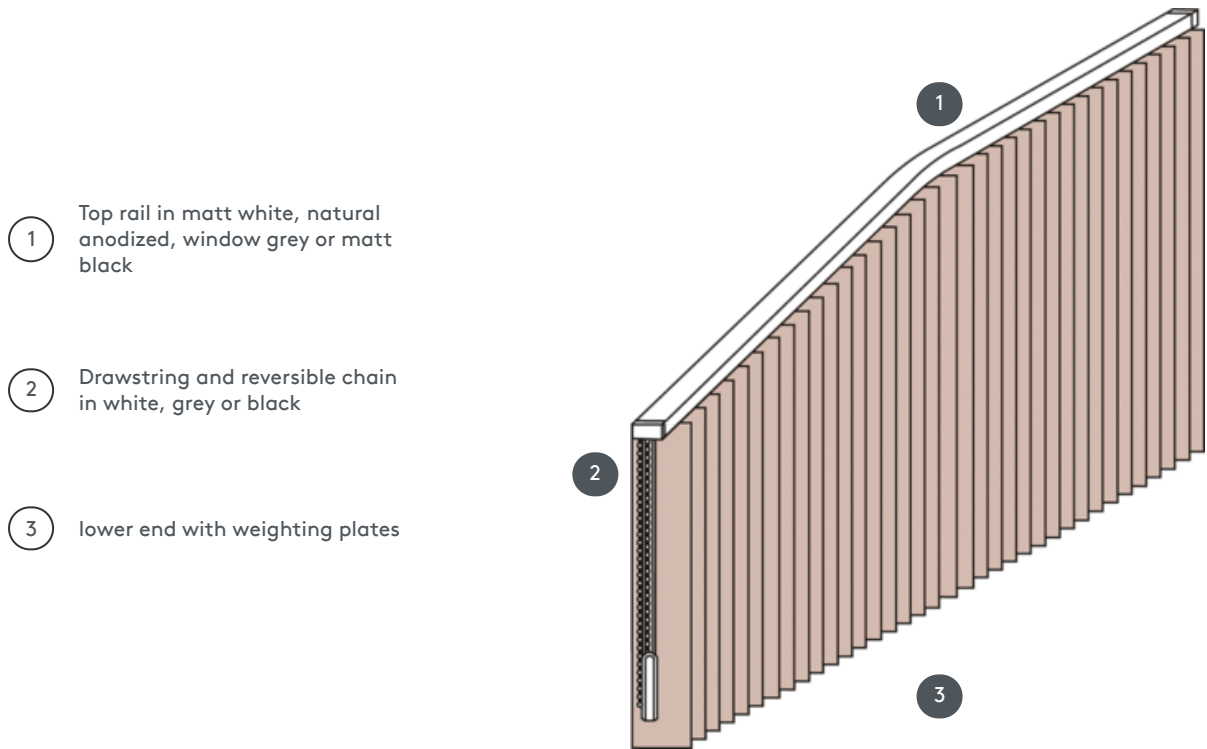 1
Top rail in matt white, natural
anodized, window grey or matt
black
2
Drawstring and reversible chain
in white, grey or black
3
lower end with weighting plates
1
2
3